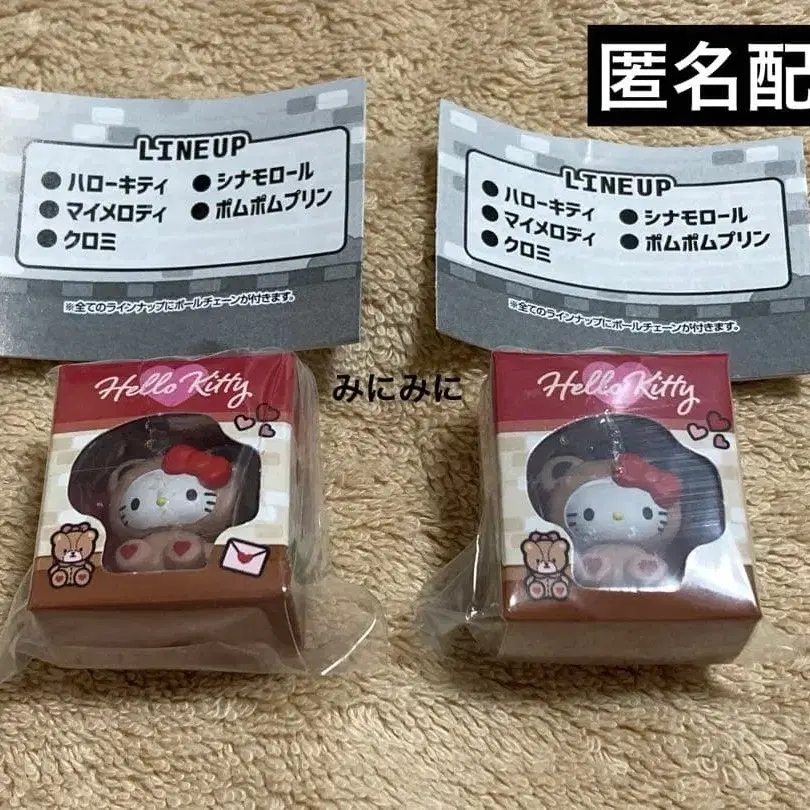 匿名配
LINEUP
●ハローキティ ●シナモロール
●マイメロディ ●ポムポムプリン
●クロミ
※全てのラインナップにボールチェーンが付きます。
LINEUP
●ハローキティ ●シナモロール
●マイメロディ ●ポムポムプリン
●クロミ
※全てのラインナップにボールチェーンが付きます。
みにみに
Hello Kitty
Hello Kitty